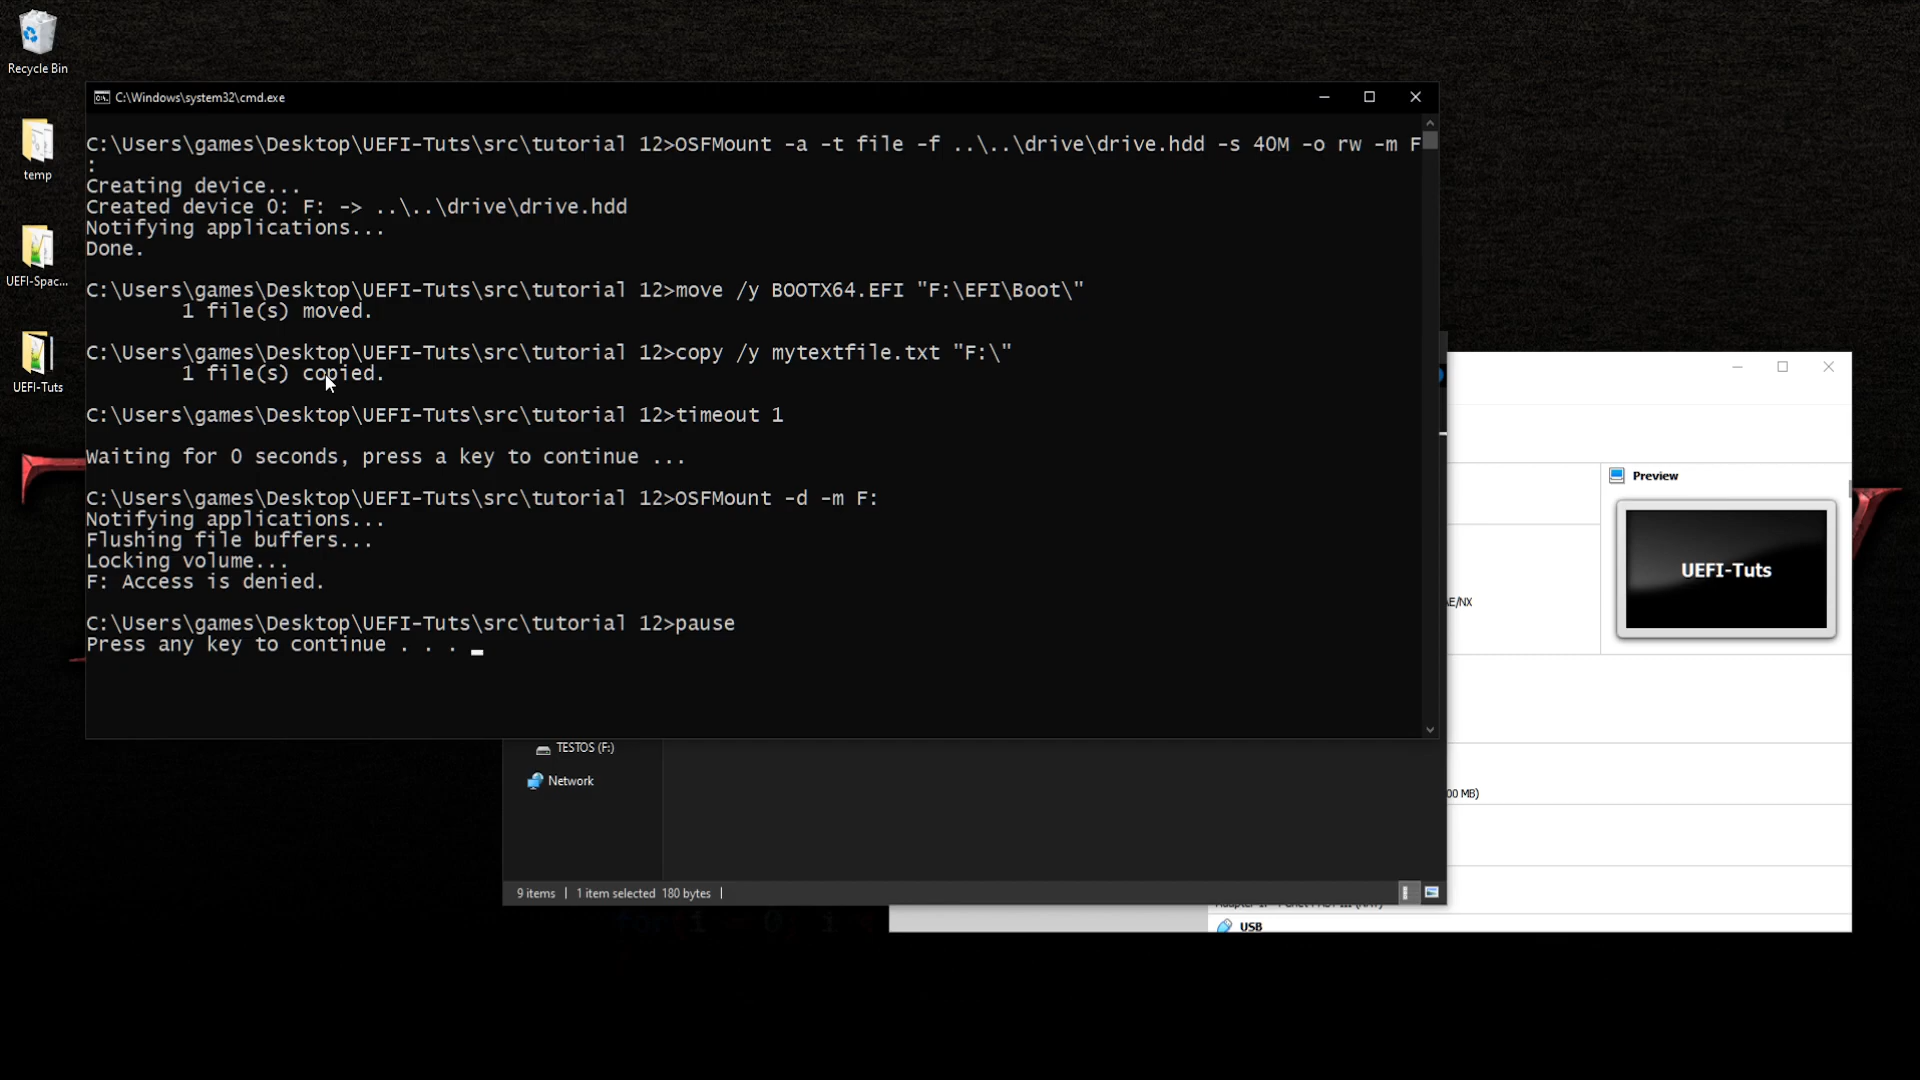 Recycle Bin
temp
UEFI-Spac...
UEFI-Tuts
C:\Windows\system32\cmd.exe
C:\Users\games\Desktop\UEFI-Tuts\src\tutorial 12>OSFMount -a -t file -f ..\..\drive\drive.hdd -s 40M -o rw -m F
:
Creating device...
Created device 0: F: -> ..\..\drive\drive.hdd
Notifying applications...
Done.
C:\Users\games\Desktop\UEFI-Tuts\src\tutorial 12>move /y BOOTX64.EFI "F:\EFI\Boot\"
1 file(s) moved.
C:\Users\games\Desktop\UEFI-Tuts\src\tutorial 12>copy /y mytextfile.txt "F:\"
1 file(s) copied.
C:\Users\games\Desktop\UEFI-Tuts\src\tutorial 12>timeout 1
Waiting for 0 seconds, press a key to continue ...
C:\Users\games\Desktop\UEFI-Tuts\src\tutorial 12>OSFMount -d -m F:
Notifying applications...
Flushing file buffers...
Locking volume...
F: Access is denied.
C:\Users\games\Desktop\UEFI-Tuts\src\tutorial 12>pause
Press any key to continue . . .
TESTOS (F:)
Network
9 items
1 item selected 180 bytes
Preview
UEFI-Tuts
AE/NX
00 MB)
USB